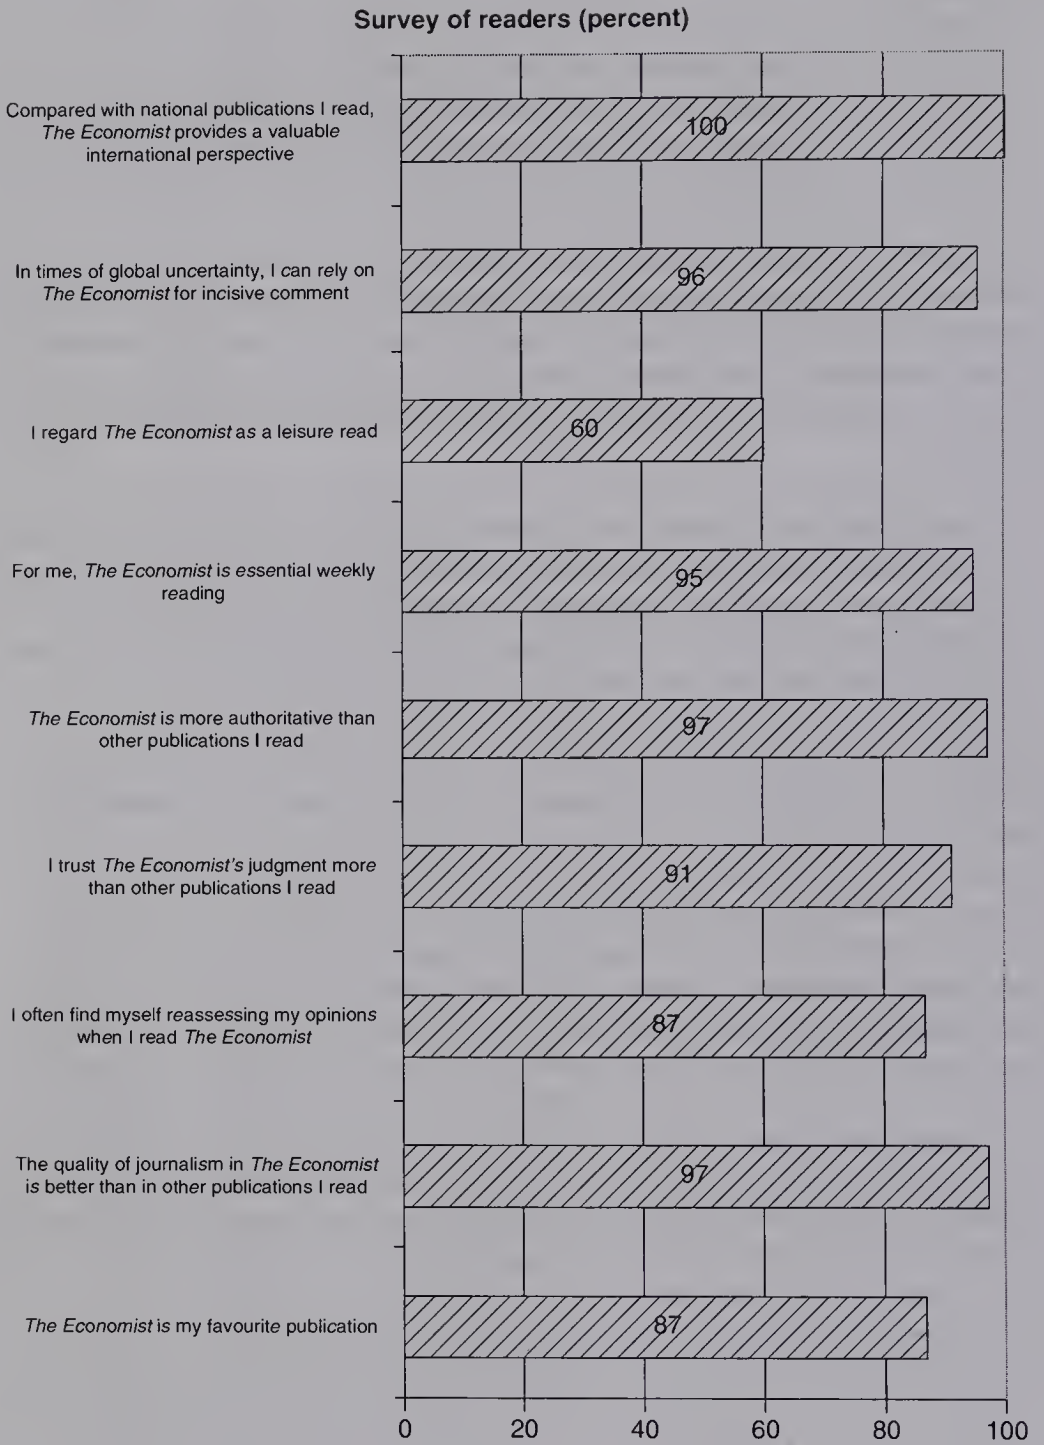 Survey of readers (percent)
Compared with national publications I read,
The Economist provides a valuable
international perspective
100
In times of global uncertainty, I can rely on
The Economist for incisive comment
96
I regard The Economist as a leisure read
60
For me, The Economist is essential weekly
reading
95
The Economist is more authoritative than
other publications I read
97
I trust The Economist's judgment more
than other publications I read
91
I often find myself reassessing my opinions
when I read The Economist
87
The quality of journalism in The Economist
is better than in other publications I read
97
The Economist is my favourite publication
87
0 20 40 60 80 100